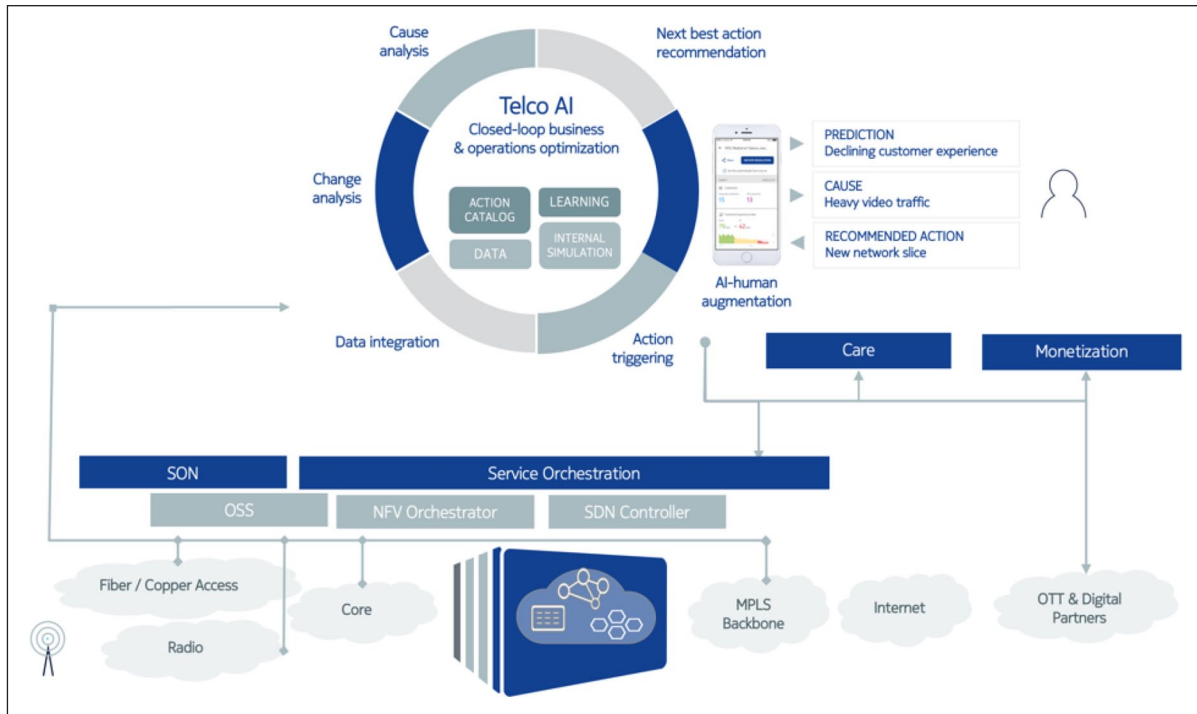 Cause
analysis
Next best action
recommendation
Telco AI
Closed-loop business
& operations optimization
Change
analysis
ACTION
CATALOG
LEARNING
DATA
INTERNAL
SIMULATION
PREDICTION
Declining customer experience
CAUSE
Heavy video traffic
RECOMMENDED ACTION
New network slice
AI-human
augmentation
Data integration
Action
triggering
Care
Monetization
SON
Service Orchestration
OSS
NFV Orchestrator
SDN Controller
Fiber / Copper Access
Radio
Core
MPLS
Backbone
Internet
OTT & Digital
Partners